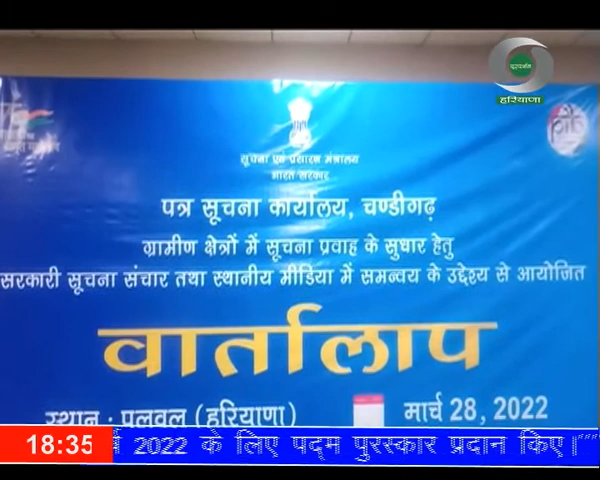 दूरदर्शन
हरियाणा
pib
सूचना एवं प्रसारण मंत्रालय
भारत सरकार
पत्र सूचना कार्यालय, चण्डीगढ़
ग्रामीण क्षेत्रों में सूचना प्रवाह के सुधार हेतु
सरकारी सूचना संचार तथा स्थानीय मीडिया में समन्वय के उद्देश्य से आयोजित
वार्तालाप
स्थान : पलवल (हरियाणा)
मार्च 28, 2022
18:35
2022 के लिए पद्म पुरस्कार प्रदान किए।""